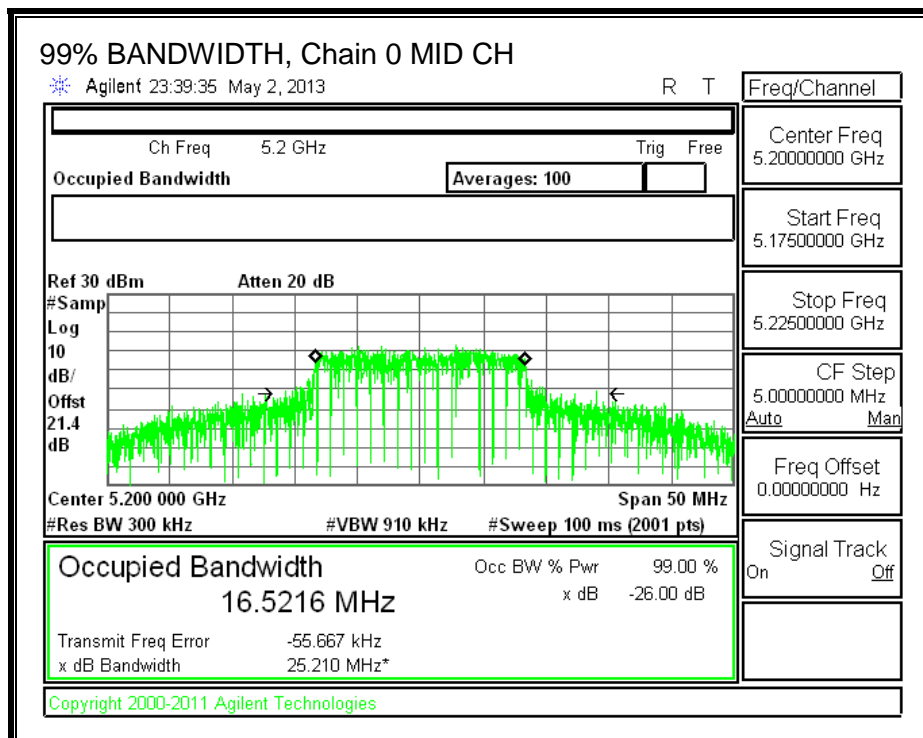 99% BANDWIDTH, Chain 0 MID CH
Agilent 23:39:35 May 2, 2013 R T
Freq/Channel
Ch Freq 5.2 GHz Trig Free
Occupied Bandwidth Averages: 100
Ref 30 dBm Atten 20 dB
#Samp
Log
10
dB/
Offst
21.4
dB
Center 5.200 000 GHz Span 50 MHz
#Res BW 300 kHz #VBW 910 kHz #Sweep 100 ms (2001 pts)
Occupied Bandwidth Occ BW % Pwr 99.00 %
16.5216 MHz x dB -26.00 dB
Transmit Freq Error -55.667 kHz
x dB Bandwidth 25.210 MHz*
Copyright 2000-2011 Agilent Technologies
Center Freq
5.20000000 GHz
Start Freq
5.17500000 GHz
Stop Freq
5.22500000 GHz
CF Step
5.00000000 MHz
Auto Man
Freq Offset
0.00000000 Hz
Signal Track
On Off